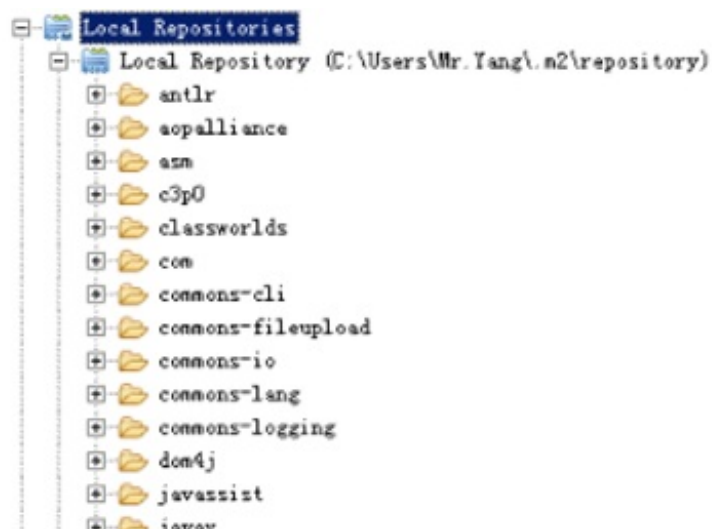 Local Repositories
Local Repository (C:\Users\Mr.Yang\.m2\repository)
antlr
aopalliance
asm
c3p0
classworlds
com
commons-cli
commons-fileupload
commons-io
commons-lang
commons-logging
dom4j
javassist